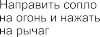 Направить сопло
на огонь и нажать
на рычаг